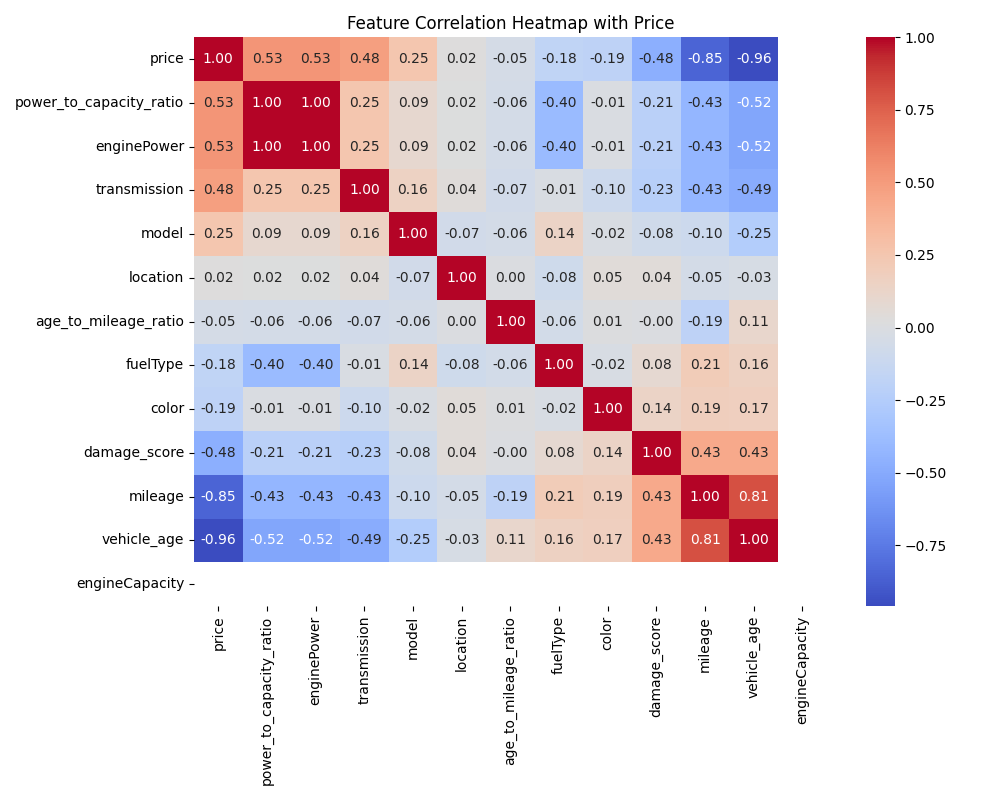 Feature Correlation Heatmap with Price
price 1.00 0.53 0.53 0.48 0.25 0.02 -0.05 -0.18 -0.19 -0.48 -0.85 -0.96
power_to_capacity_ratio 0.53 1.00 1.00 0.25 0.09 0.02 -0.06 -0.40 -0.01 -0.21 -0.43 -0.52
enginePower 0.53 1.00 1.00 0.25 0.09 0.02 -0.06 -0.40 -0.01 -0.21 -0.43 -0.52
transmission 0.48 0.25 0.25 1.00 0.16 0.04 -0.07 -0.01 -0.10 -0.23 -0.43 -0.49
model 0.25 0.09 0.09 0.16 1.00 -0.07 -0.06 0.14 -0.02 -0.08 -0.10 -0.25
location 0.02 0.02 0.02 0.04 -0.07 1.00 0.00 -0.08 0.05 0.04 -0.05 -0.03
age_to_mileage_ratio -0.05 -0.06 -0.06 -0.07 -0.06 0.00 1.00 -0.06 0.01 -0.00 -0.19 0.11
fuelType -0.18 -0.40 -0.40 -0.01 0.14 -0.08 -0.06 1.00 -0.02 0.08 0.21 0.16
color -0.19 -0.01 -0.01 -0.10 -0.02 0.05 0.01 -0.02 1.00 0.14 0.19 0.17
damage_score -0.48 -0.21 -0.21 -0.23 -0.08 0.04 -0.00 0.08 0.14 1.00 0.43 0.43
mileage -0.85 -0.43 -0.43 -0.43 -0.10 -0.05 -0.19 0.21 0.19 0.43 1.00 0.81
vehicle_age -0.96 -0.52 -0.52 -0.49 -0.25 -0.03 0.11 0.16 0.17 0.43 0.81 1.00
engineCapacity
price
power_to_capacity_ratio
enginePower
transmission
model
location
age_to_mileage_ratio
fuelType
color
damage_score
mileage
vehicle_age
engineCapacity
1.00
0.75
0.50
0.25
0.00
−0.25
−0.50
−0.75